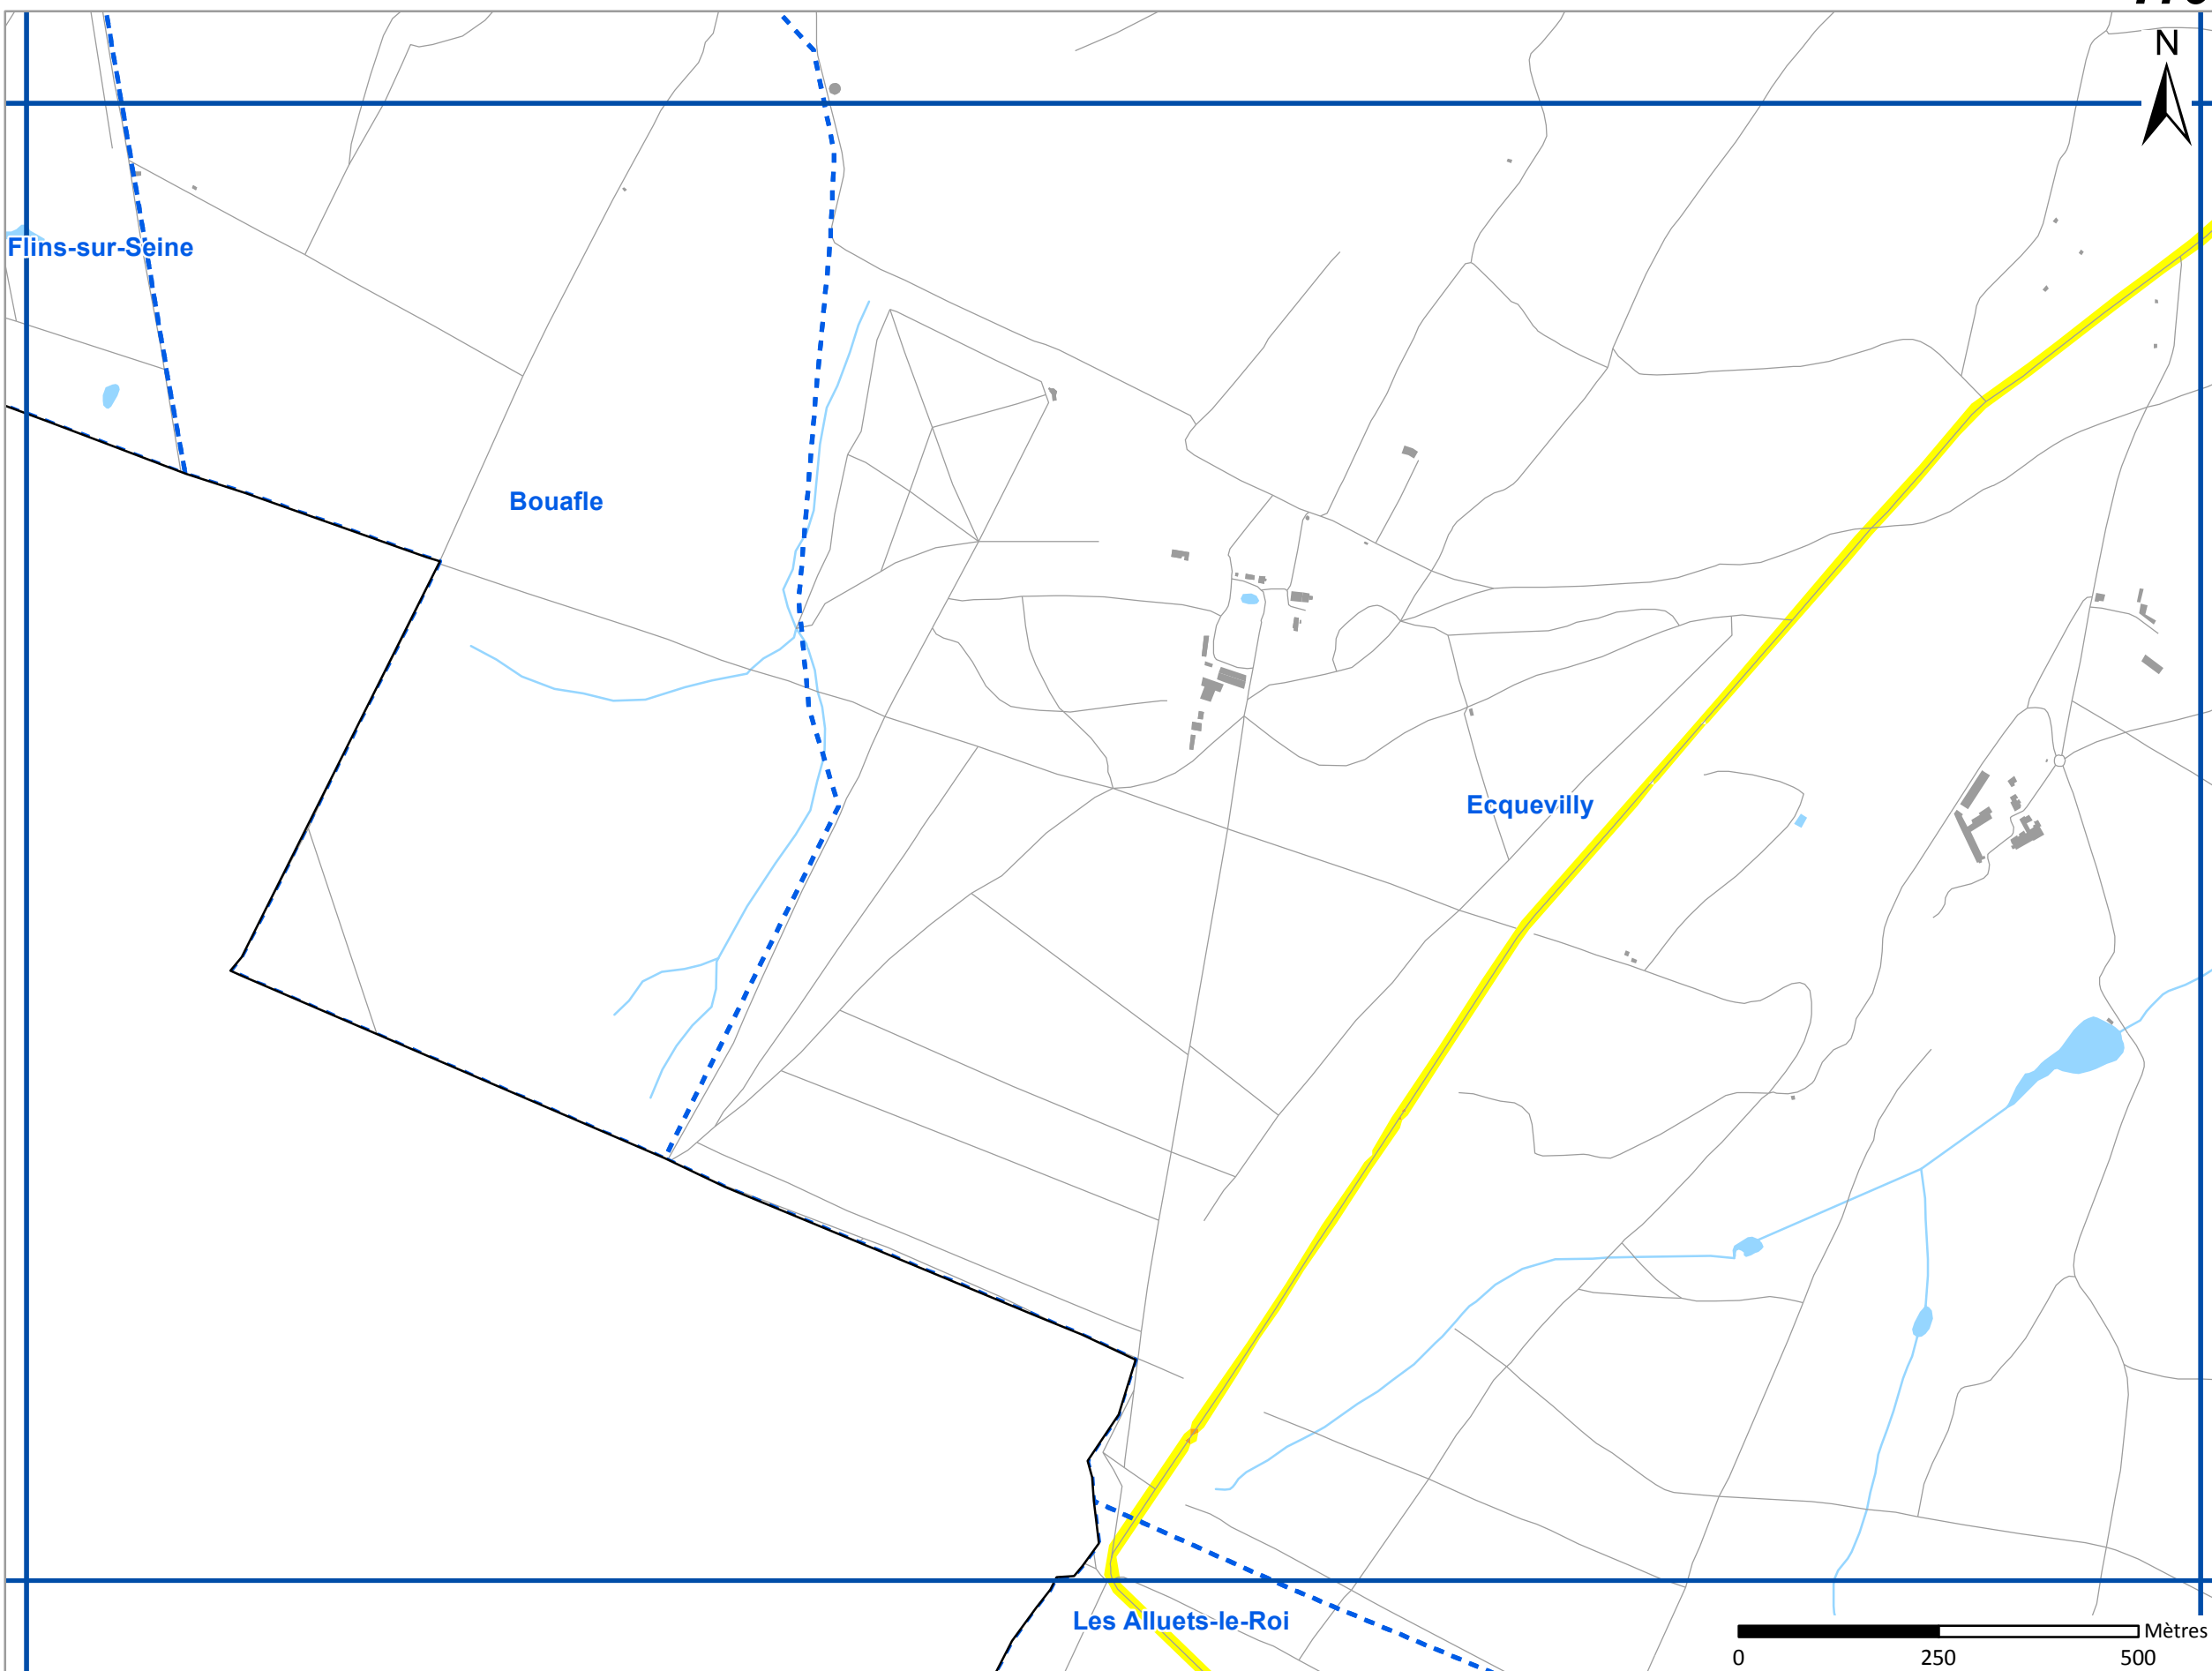 N
Flins-sur-Seine
Bouafle
Ecquevilly
Les Alluets-le-Roi
Mètres
0 250 500